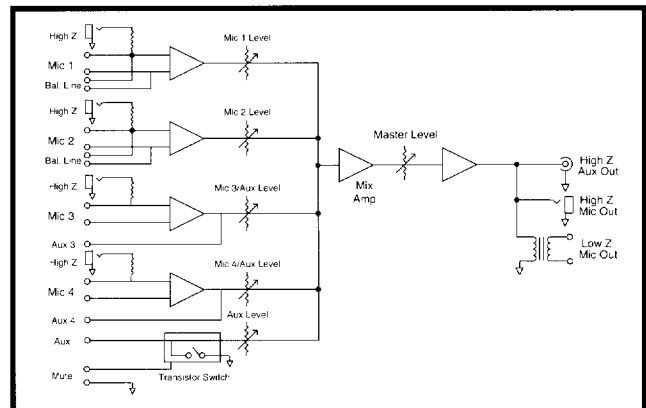 High Z
Mic 1
Bal. Line
Mic 1 Level
High Z
Mic 2
Bal. Line
Mic 2 Level
High Z
Mic 3
Aux 3
Mic 3/Aux Level
High Z
Mic 4
Aux 4
Mic 4/Aux Level
Aux
Aux Level
Mute
Transistor Switch
Mix
Amp
Master Level
High Z
Aux Out
High Z
Mic Out
Low Z
Mic Out